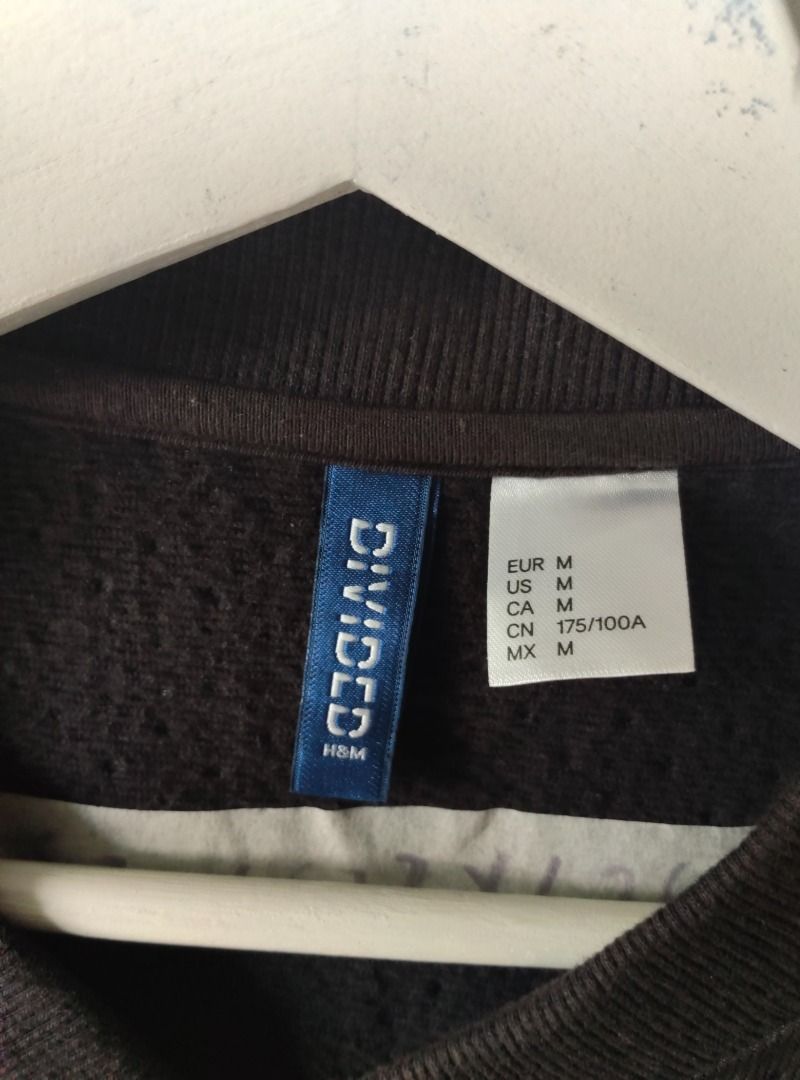 DIVIDED
H&M
EUR M
US M
CA M
CN 175/100A
MX M